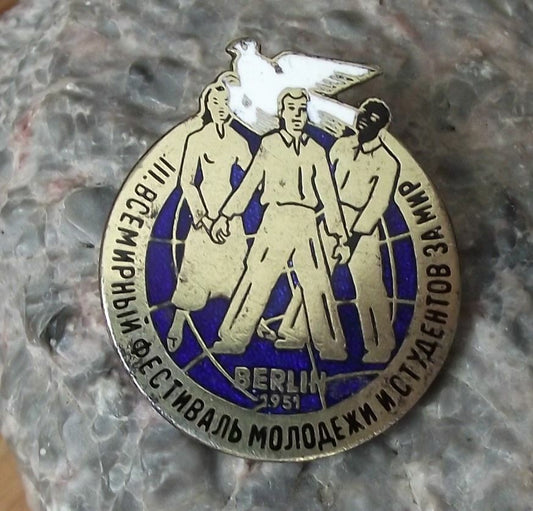 III. ВСЕМИРНЫЙ ФЕСТИВАЛЬ МОЛОДЕЖИ И СТУДЕНТОВ ЗА МИР
BERLIN
1951